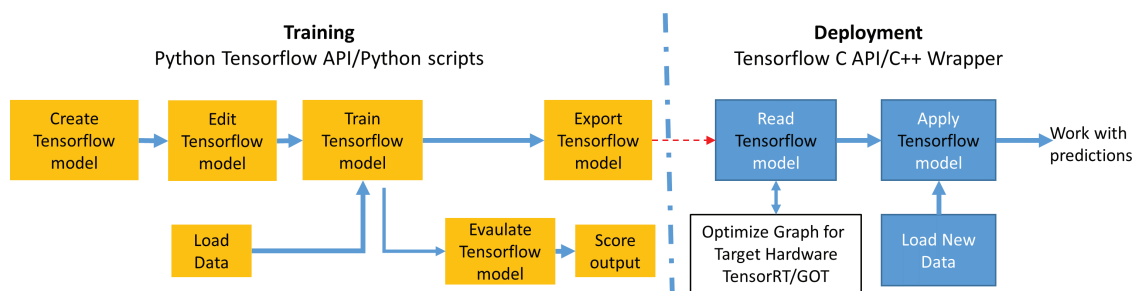 Training
Python Tensorflow API/Python scripts
Create
Tensorflow
model
Edit
Tensorflow
model
Train
Tensorflow
model
Export
Tensorflow
model
Load
Data
Evaulate
Tensorflow
model
Score
output
Deployment
Tensorflow C API/C++ Wrapper
Read
Tensorflow
model
Apply
Tensorflow
model
Work with
predictions
Optimize Graph for
Target Hardware
TensorRT/GOT
Load New
Data